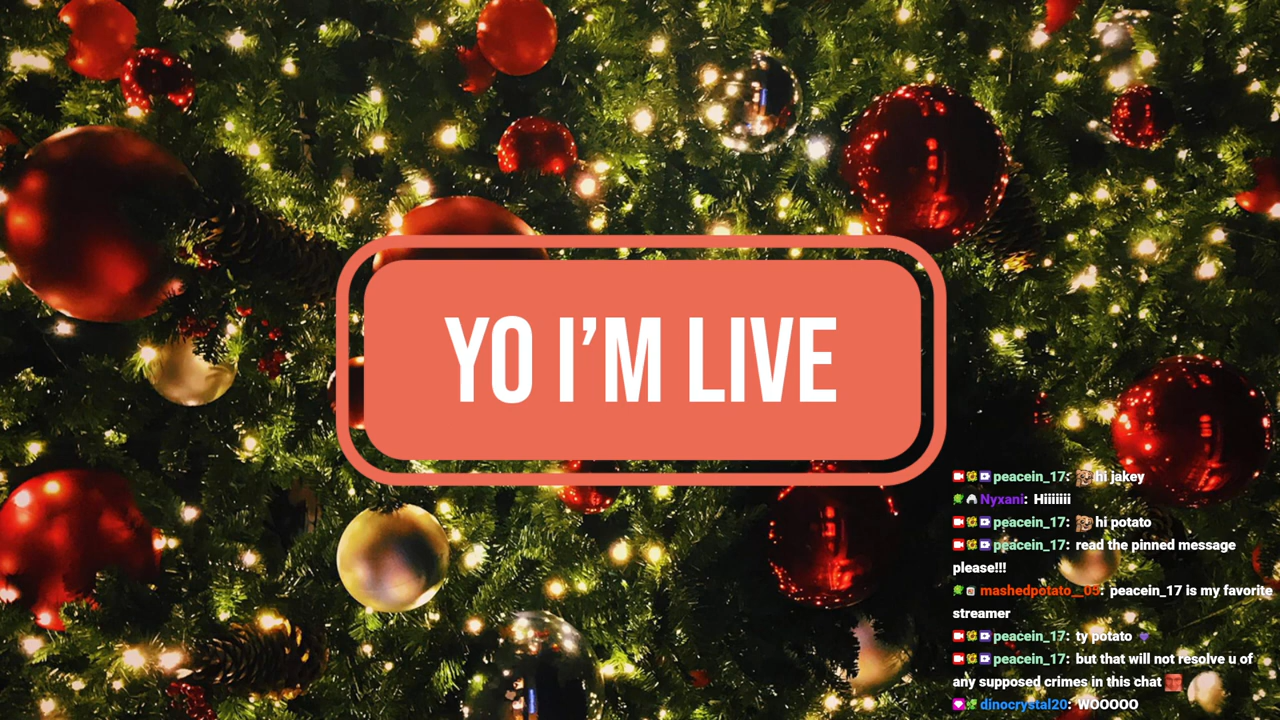 YO I'M LIVE
peacein_17: hi jakey
Nyxani: Hiiiiiii
peacein_17: hi potato
peacein_17: read the pinned message
please!!!
mashedpotato__05: peacein_17 is my favorite
streamer
peacein_17: ty potato
peacein_17: but that will not resolve u of
any supposed crimes in this chat
dinocrystal20: WOOOOO